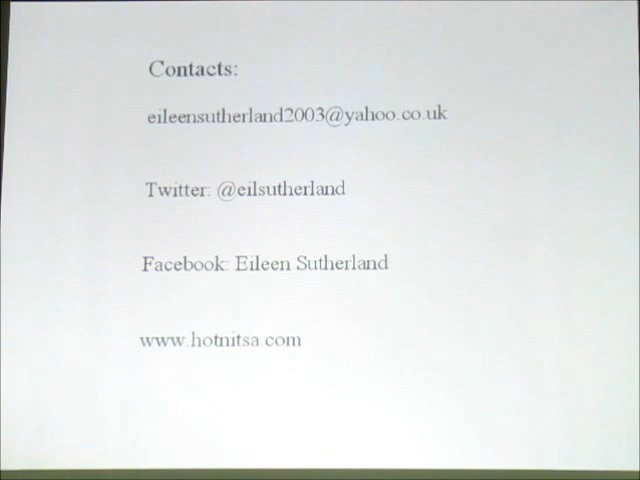 Contacts:
eileensutherland2003@yahoo.co.uk
Twitter: @eilsutherland
Facebook: Eileen Sutherland
www.hotnitsa.com